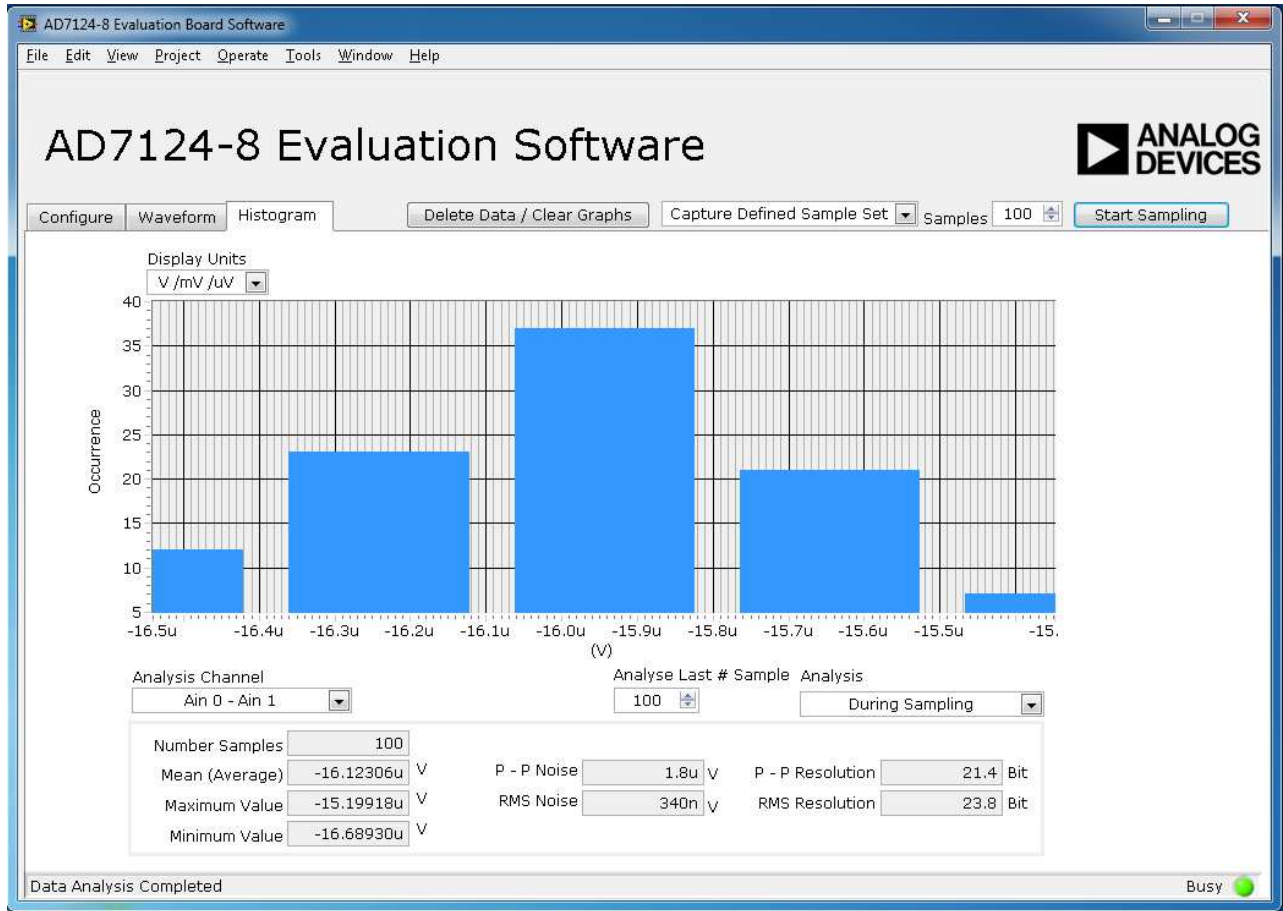 AD7124-8 Evaluation Board Software
File Edit View Project Operate Tools Window Help
AD7124-8 Evaluation Software
ANALOG
DEVICES
Configure Waveform Histogram Delete Data / Clear Graphs Capture Defined Sample Set Samples 100 Start Sampling
Display Units
V /mV /uV
40
35
30
25
20
15
10
5
Occurrence
-16.5u -16.4u -16.3u -16.2u -16.1u -16.0u -15.9u -15.8u -15.7u -15.6u -15.5u -15.
(V)
Analysis Channel Analyse Last # Sample Analysis
Ain 0 - Ain 1 100 During Sampling
Number Samples 100
Mean (Average) -16.12306u V P - P Noise 1.8u V P - P Resolution 21.4 Bit
Maximum Value -15.19918u V RMS Noise 340n V RMS Resolution 23.8 Bit
Minimum Value -16.68930u V
Data Analysis Completed Busy